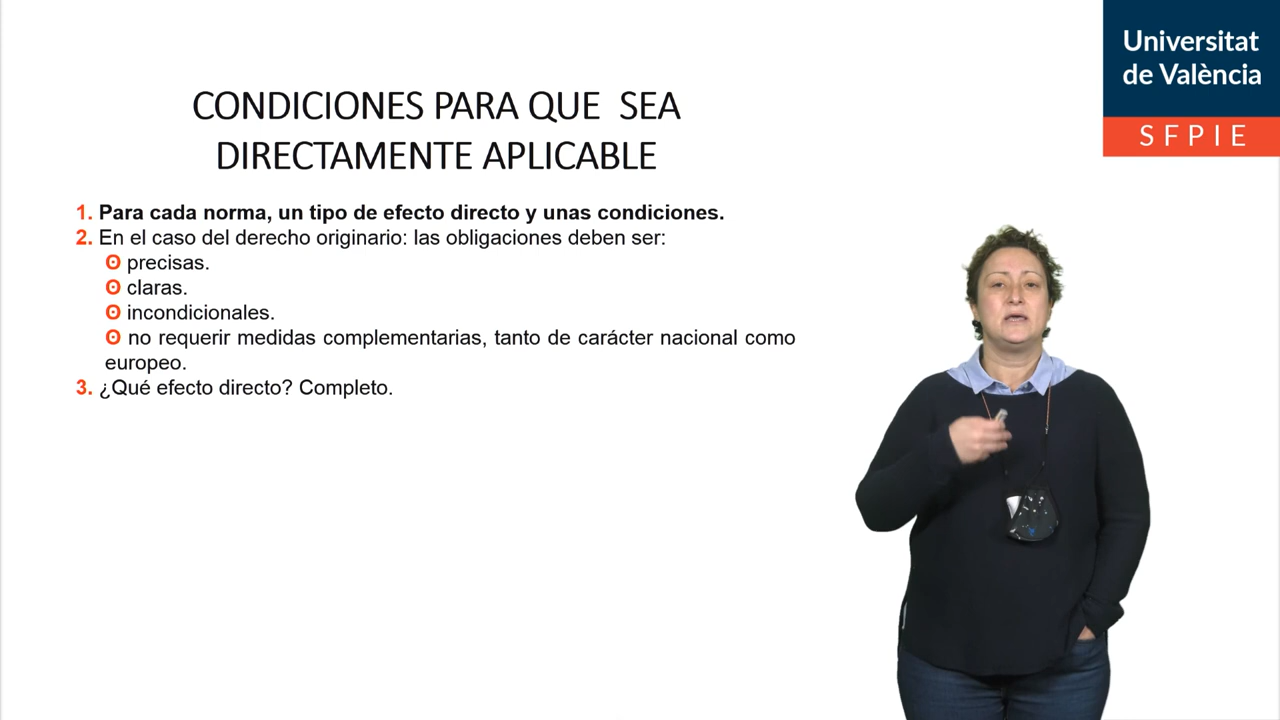 Universitat
de València
SFPIE
CONDICIONES PARA QUE SEA
DIRECTAMENTE APLICABLE
1. Para cada norma, un tipo de efecto directo y unas condiciones.
2. En el caso del derecho originario: las obligaciones deben ser:
ʘ precisas.
ʘ claras.
ʘ incondicionales.
ʘ no requerir medidas complementarias, tanto de carácter nacional como
europeo.
3. ¿Qué efecto directo? Completo.